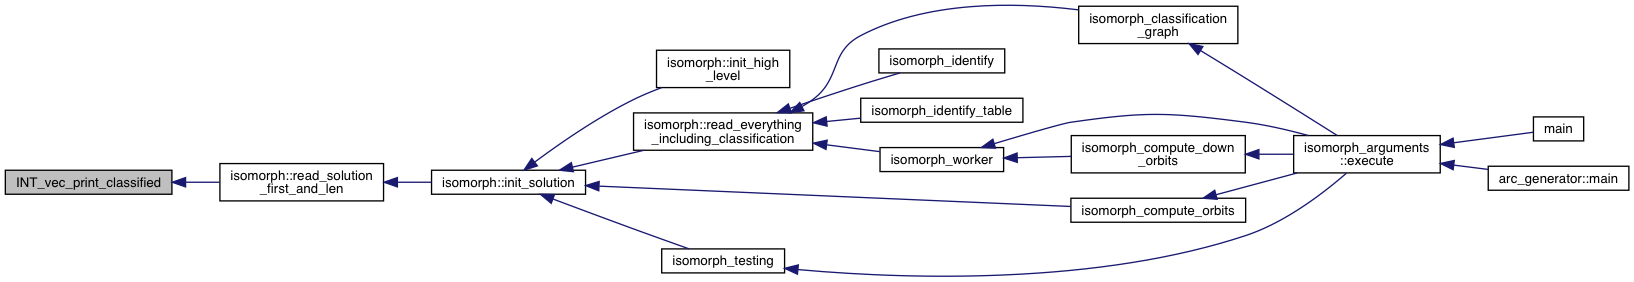 INT_vec_print_classified
isomorph::read_solution
_first_and_len
isomorph::init_solution
isomorph::init_high
_level
isomorph::read_everything
_including_classification
isomorph_testing
isomorph_identify
isomorph_identify_table
isomorph_worker
isomorph_classification
_graph
isomorph_compute_down
_orbits
isomorph_compute_orbits
isomorph_arguments
::execute
main
arc_generator::main